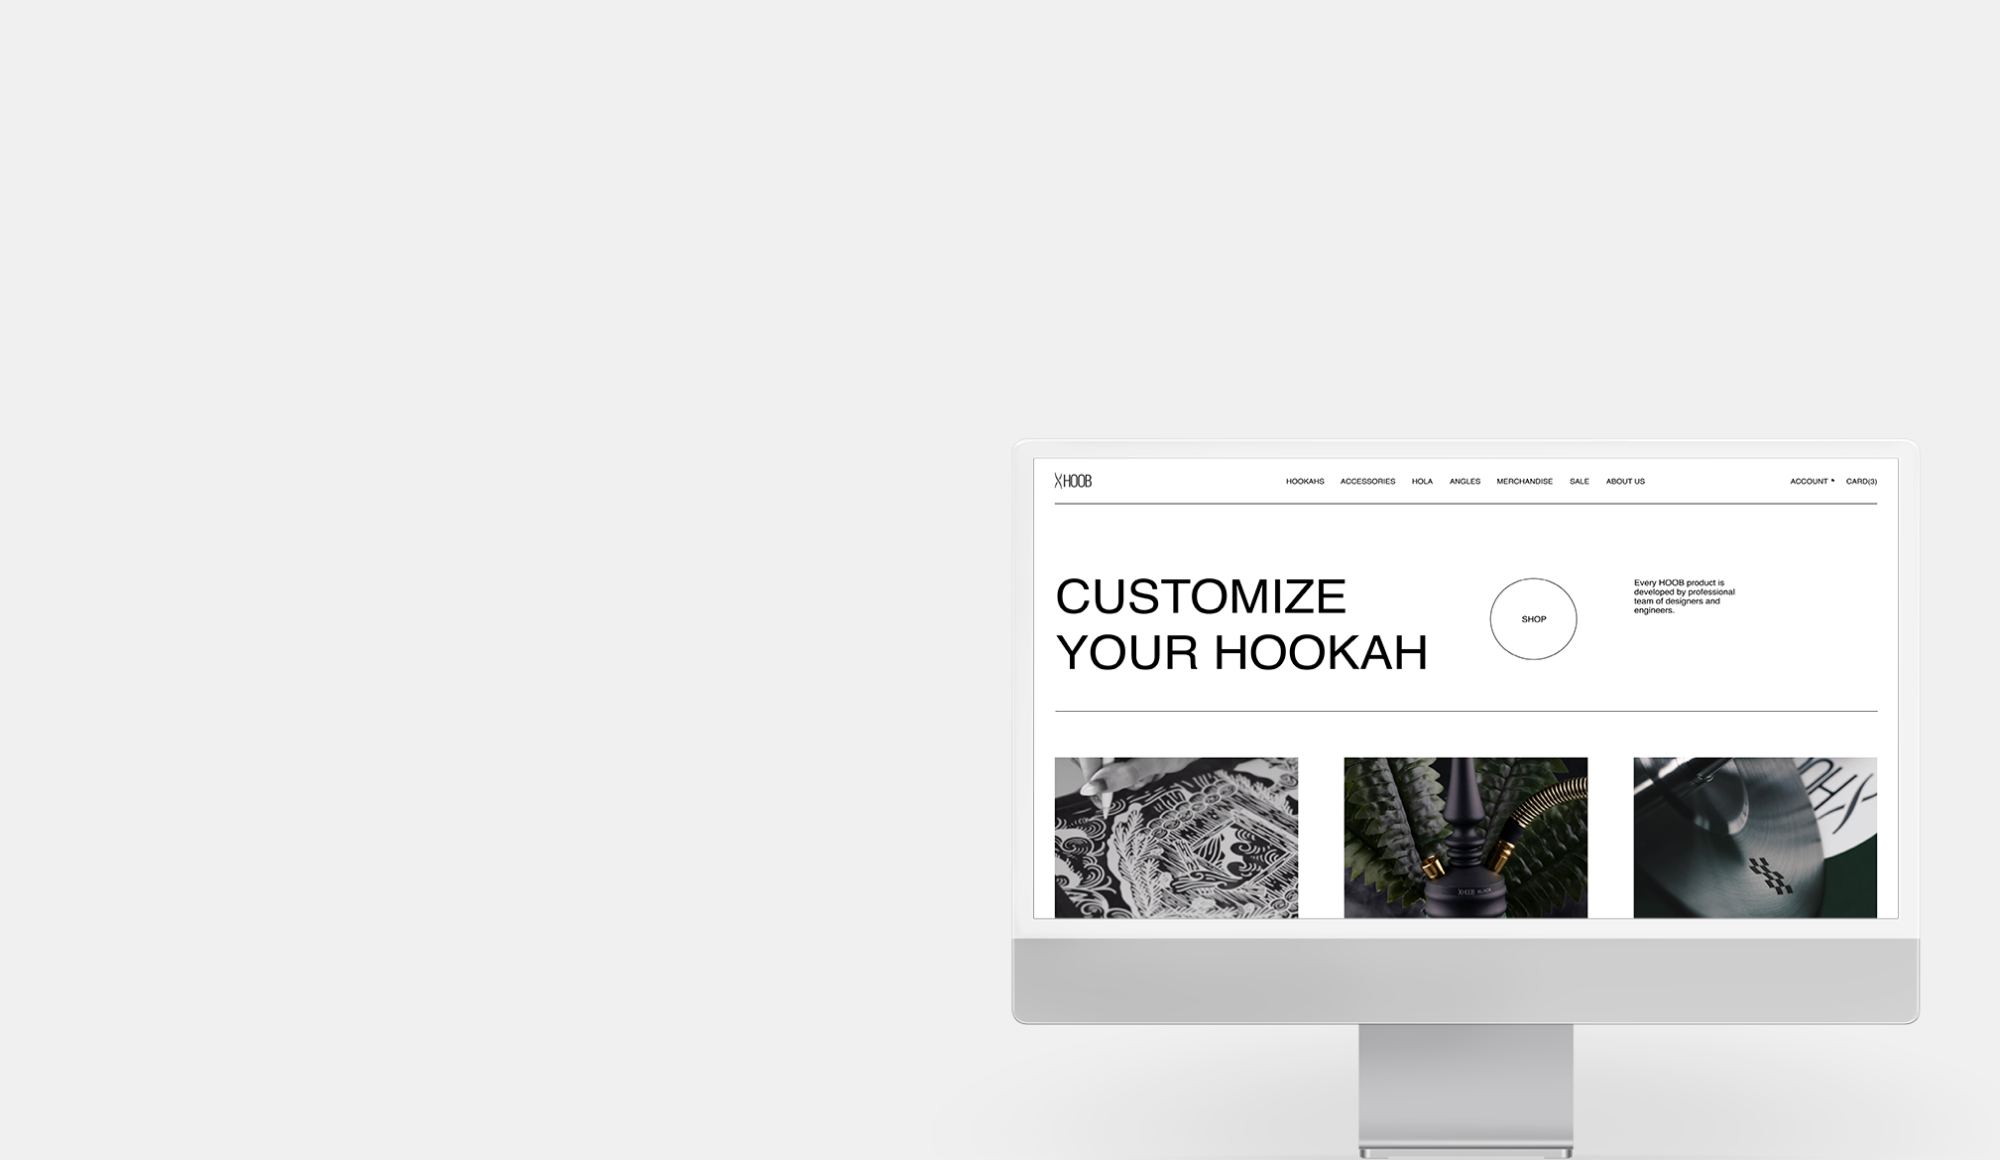 HOOB
HOOKAHS ACCESSORIES HOLA ANGLES MERCHANDISE SALE ABOUT US
ACCOUNT CARD(3)
CUSTOMIZE
YOUR HOOKAH
SHOP
Every HOOB product is
developed by professional
team of designers and
engineers.